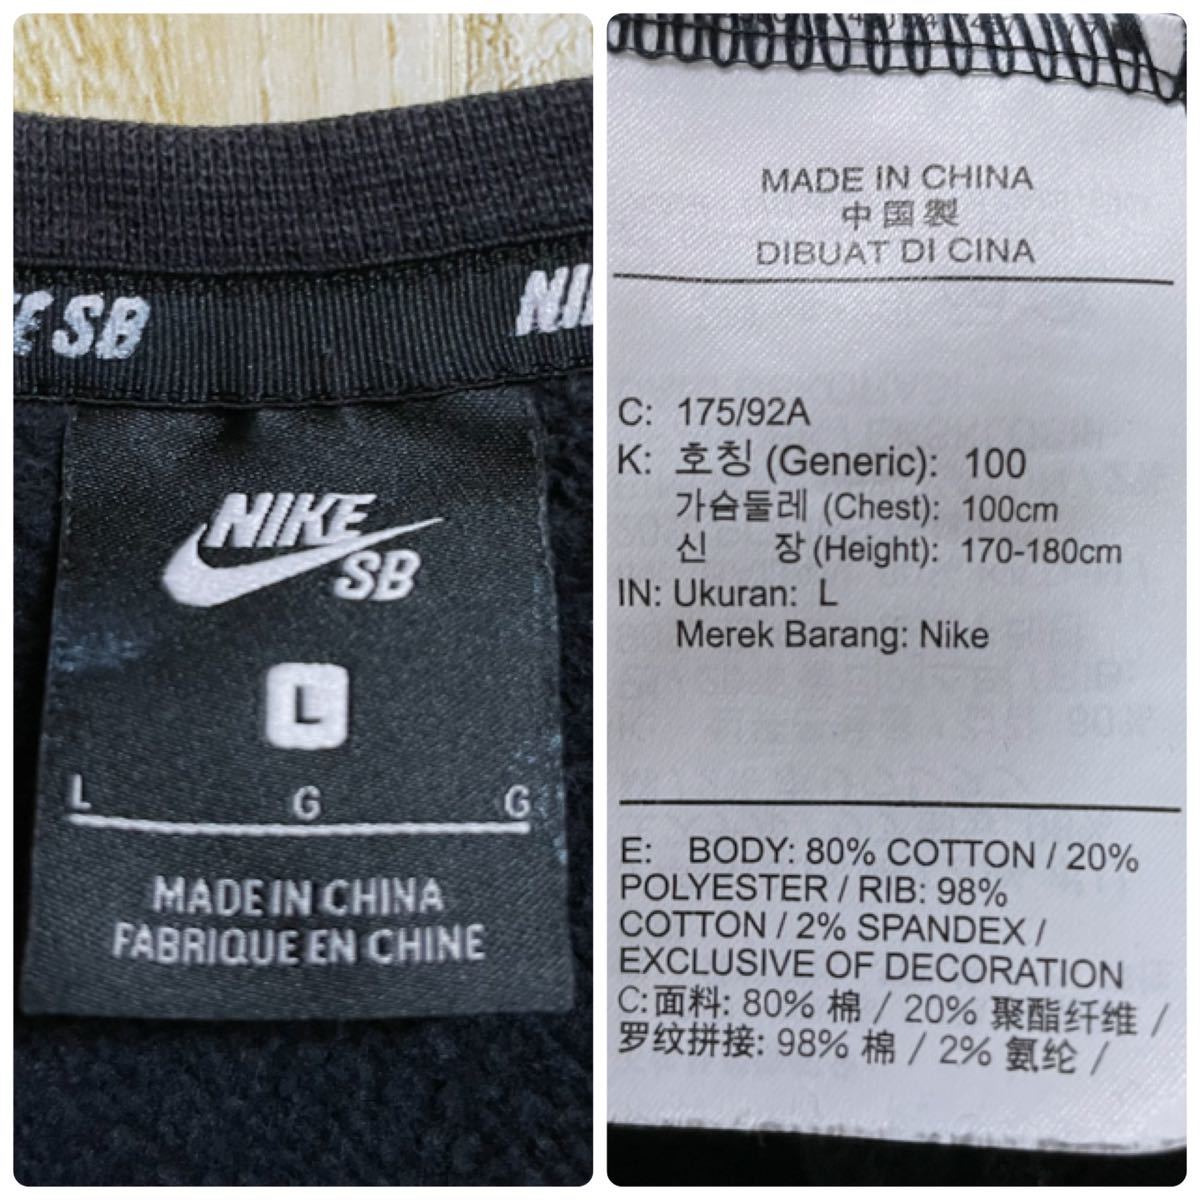 SB
NIKE
SB
L
L G G
MADE IN CHINA
FABRIQUE EN CHINE
MADE IN CHINA
中国製
DIBUAT DI CINA
C: 175/92A
K: 호칭 (Generic): 100
가슴둘레 (Chest): 100cm
신 장 (Height): 170-180cm
IN: Ukuran: L
Merek Barang: Nike
E: BODY: 80% COTTON / 20%
POLYESTER / RIB: 98%
COTTON / 2% SPANDEX /
EXCLUSIVE OF DECORATION
C: 面料: 80% 棉 / 20% 聚酯纤维 /
罗纹拼接: 98% 棉 / 2% 氨纶 /